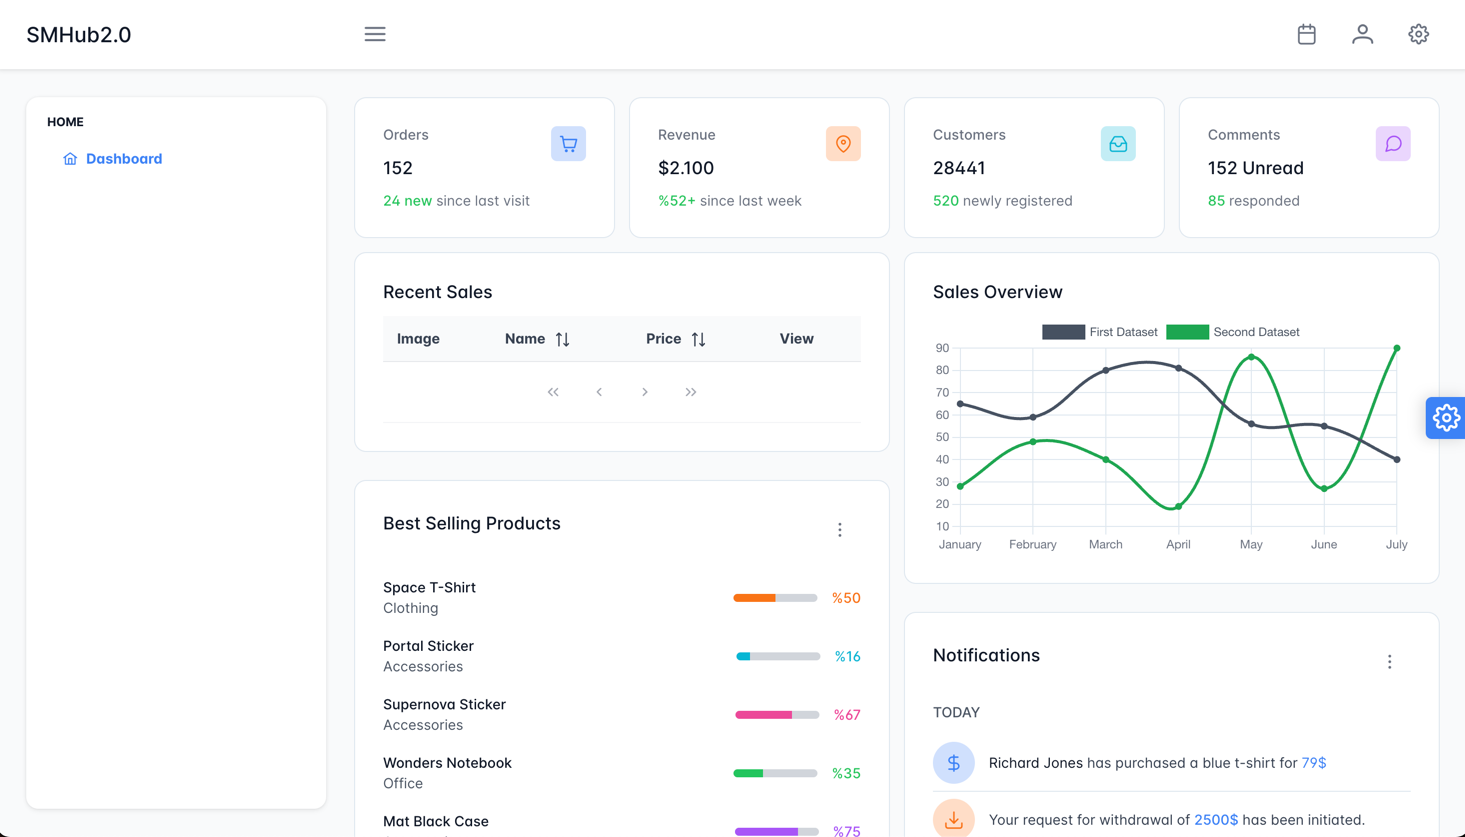 SMHub2.0
HOME
Dashboard
Orders
152
24 new since last visit
Revenue
$2.100
%52+ since last week
Customers
28441
520 newly registered
Comments
152 Unread
85 responded
Recent Sales
Image Name Price View
Best Selling Products
Space T-Shirt
Clothing
%50
Portal Sticker
Accessories
%16
Supernova Sticker
Accessories
%67
Wonders Notebook
Office
%35
Mat Black Case
%75
Sales Overview
First Dataset Second Dataset
90
80
70
60
50
40
30
20
10
January February March April May June July
Notifications
TODAY
Richard Jones has purchased a blue t-shirt for 79$
Your request for withdrawal of 2500$ has been initiated.